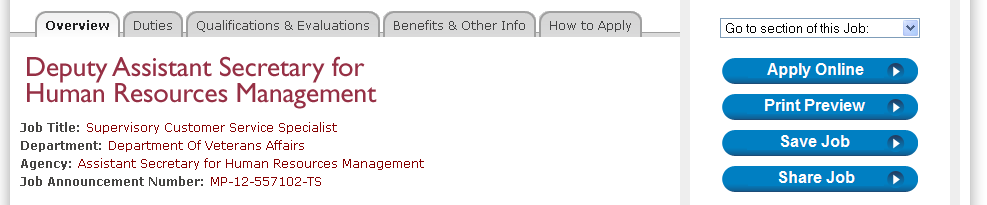 Overview Duties Qualifications & Evaluations Benefits & Other Info How to Apply
Deputy Assistant Secretary for
Human Resources Management
Job Title: Supervisory Customer Service Specialist
Department: Department Of Veterans Affairs
Agency: Assistant Secretary for Human Resources Management
Job Announcement Number: MP-12-557102-TS
Go to section of this Job:
Apply Online
Print Preview
Save Job
Share Job